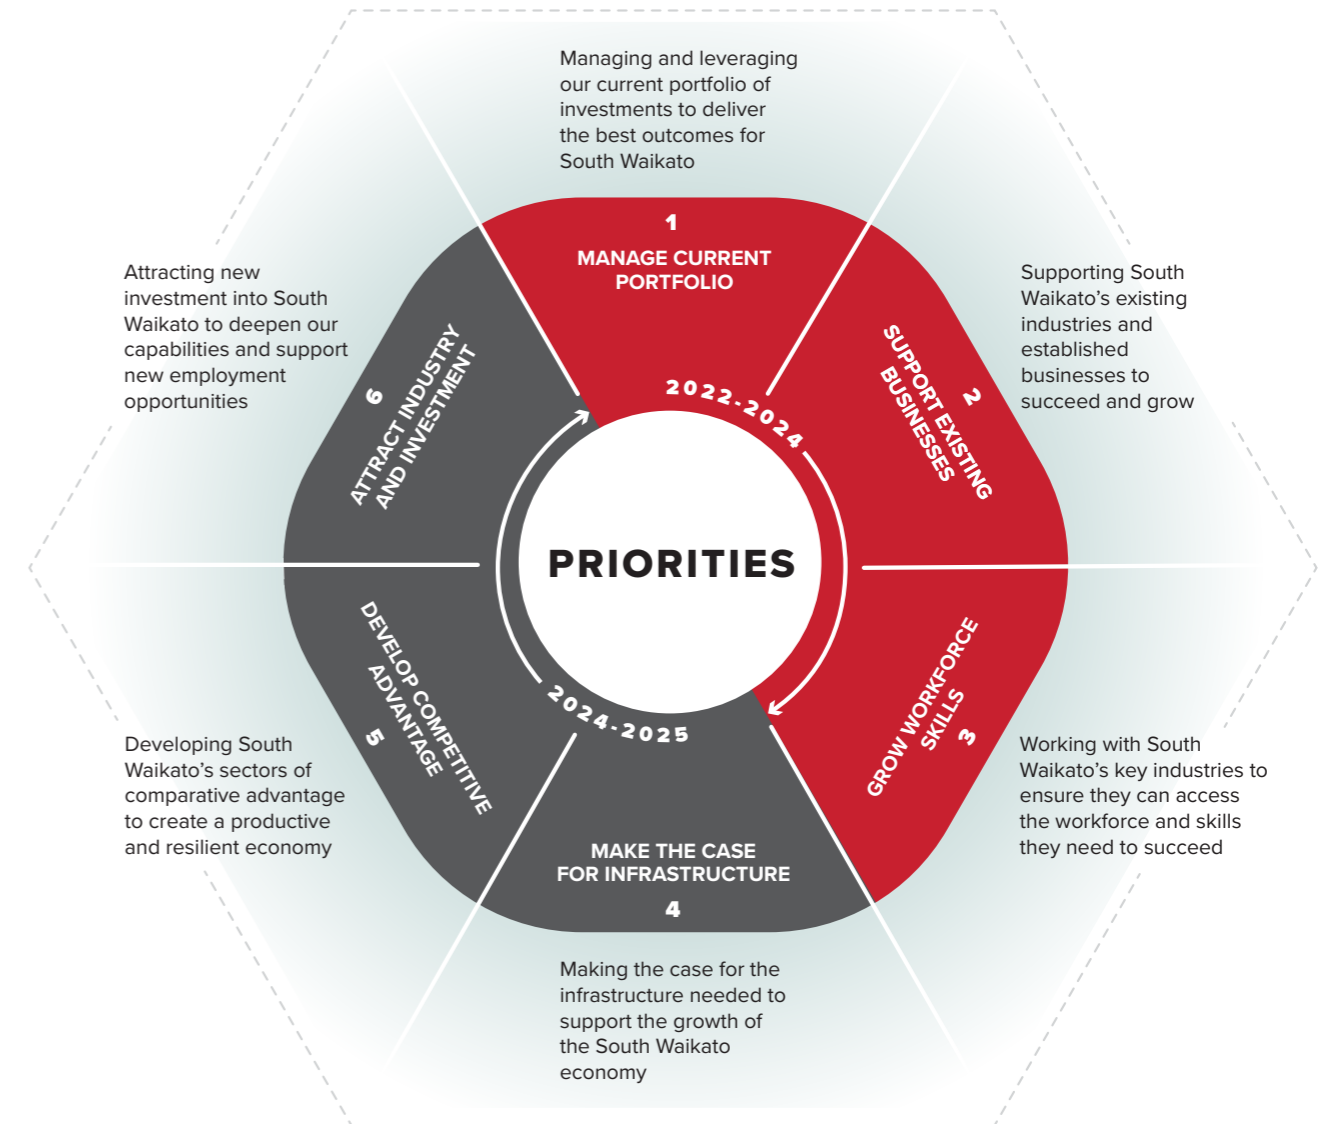 Managing and leveraging
our current portfolio of
investments to deliver
the best outcomes for
South Waikato
1
MANAGE CURRENT
PORTFOLIO
Supporting South
Waikato’s existing
industries and
established
businesses to
succeed and grow
2
SUPPORT EXISTING
BUSINESSES
Working with South
Waikato’s key industries to
ensure they can access
the workforce and skills
they need to succeed
GROW WORKFORCE
SKILLS
3
MAKE THE CASE
FOR INFRASTRUCTURE
4
Making the case for the
infrastructure needed to
support the growth of
the South Waikato
economy
DEVELOP COMPETITIVE
ADVANTAGE
5
Developing South
Waikato’s sectors of
comparative advantage
to create a productive
and resilient economy
6
ATTRACT INDUSTRY
AND INVESTMENT
Attracting new
investment into South
Waikato to deepen our
capabilities and support
new employment
opportunities
2022-2024
PRIORITIES
2024-2025